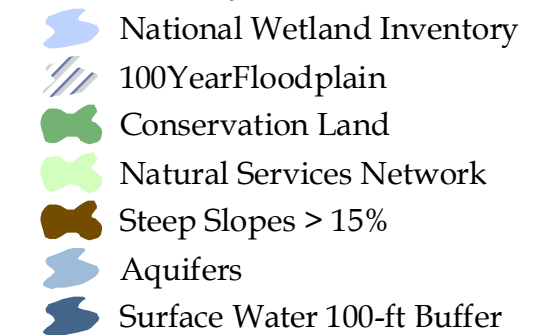 National Wetland Inventory
100YearFloodplain
Conservation Land
Natural Services Network
Steep Slopes > 15%
Aquifers
Surface Water 100-ft Buffer